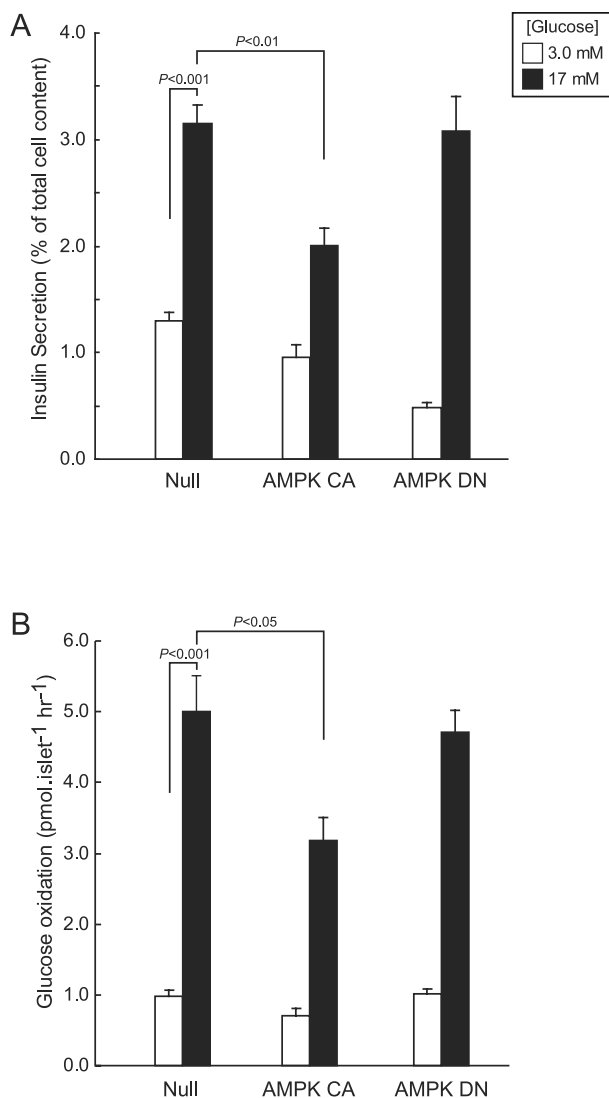 A
[Glucose]
3.0 mM
17 mM
4.0
3.0
2.0
1.0
0.0
Insulin Secretion (% of total cell content)
P<0.01
P<0.001
Null
AMPK CA
AMPK DN
B
6.0
5.0
4.0
3.0
2.0
1.0
0.0
Glucose oxidation (pmol.islet⁻¹ hr⁻¹)
P<0.05
P<0.001
Null
AMPK CA
AMPK DN